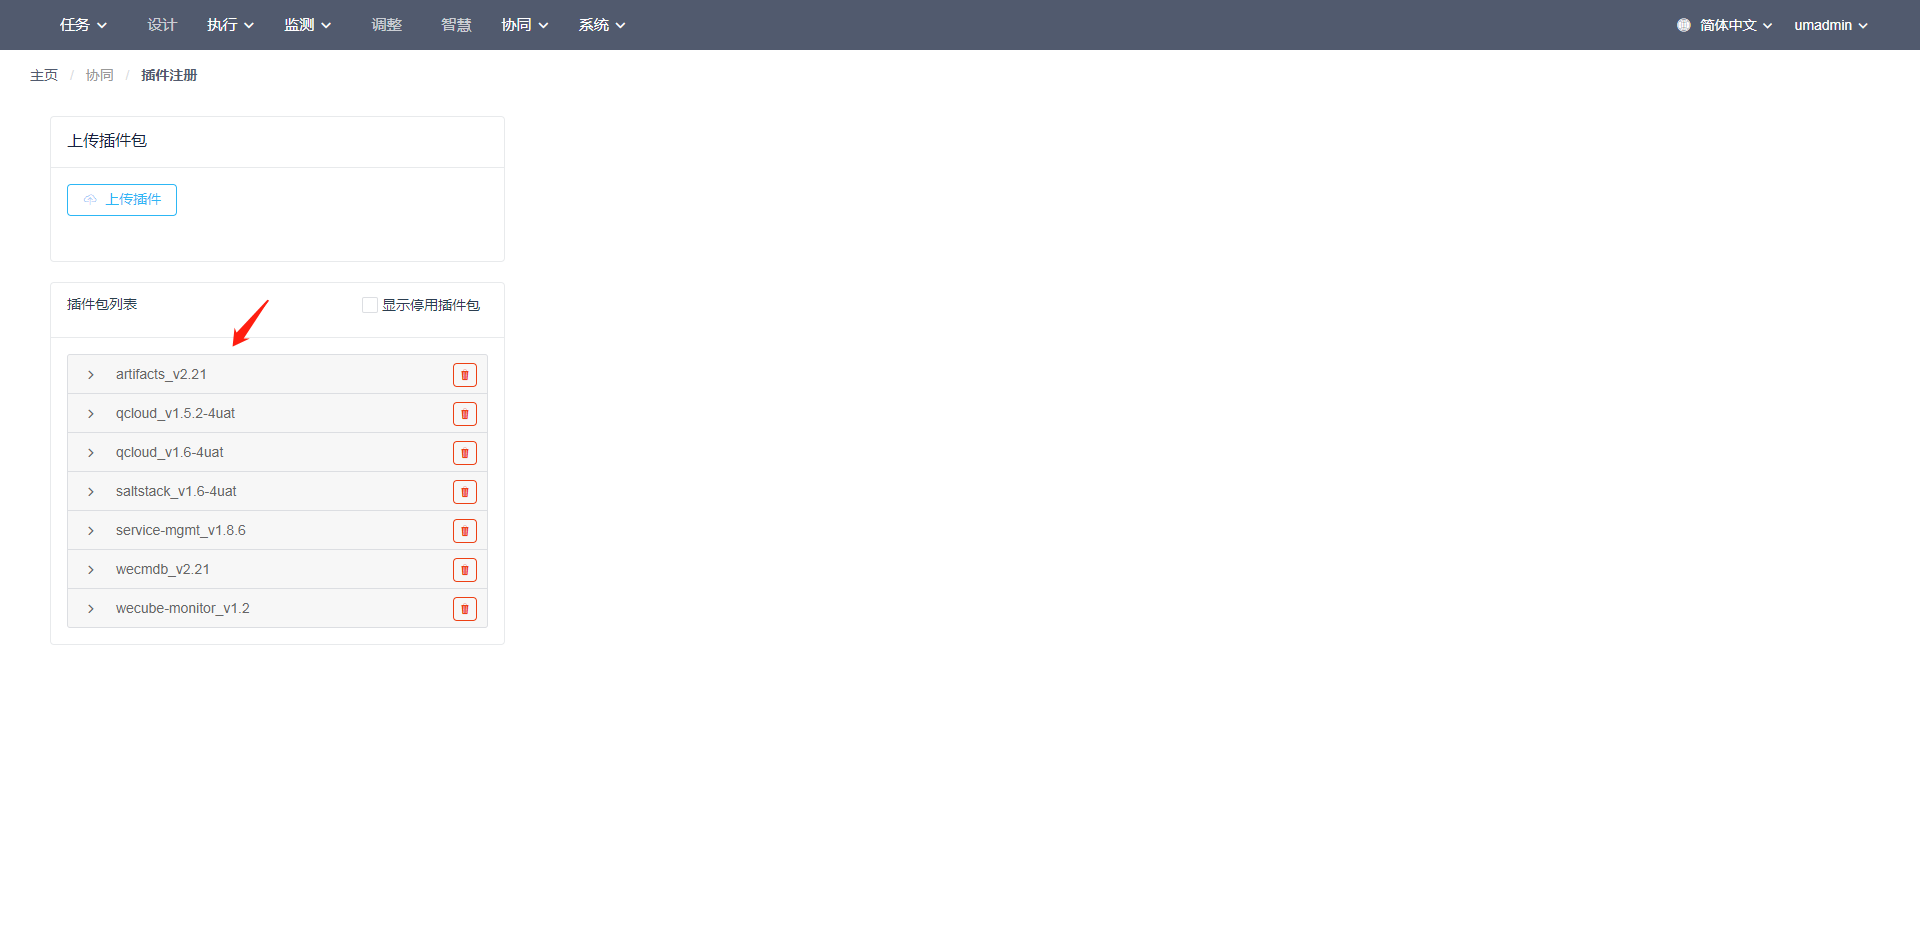 任务 设计 执行 监测 调整 智慧 协同 系统 简体中文 umadmin
主页 / 协同 / 插件注册
上传插件包
上传插件
插件包列表 显示停用插件包
artifacts_v2.21
qcloud_v1.5.2-4uat
qcloud_v1.6-4uat
saltstack_v1.6-4uat
service-mgmt_v1.8.6
wecmdb_v2.21
wecube-monitor_v1.2